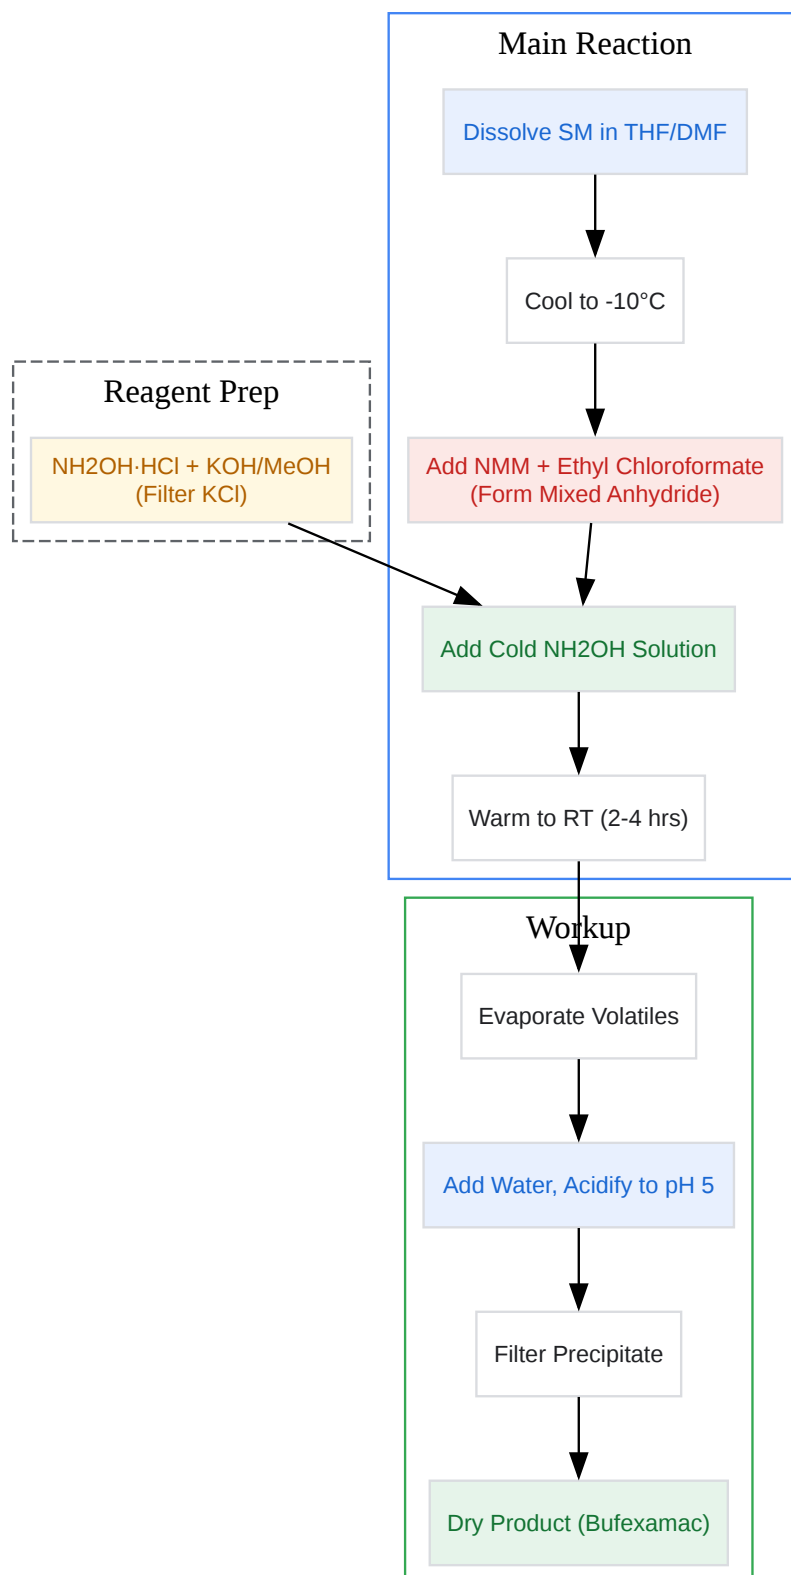 Main Reaction
Dissolve SM in THF/DMF
Cool to -10°C
Reagent Prep
NH2OH·HCl + KOH/MeOH
(Filter KCl)
Add NMM + Ethyl Chloroformate
(Form Mixed Anhydride)
Add Cold NH2OH Solution
Warm to RT (2-4 hrs)
Workup
Evaporate Volatiles
Add Water, Acidify to pH 5
Filter Precipitate
Dry Product (Bufexamac)